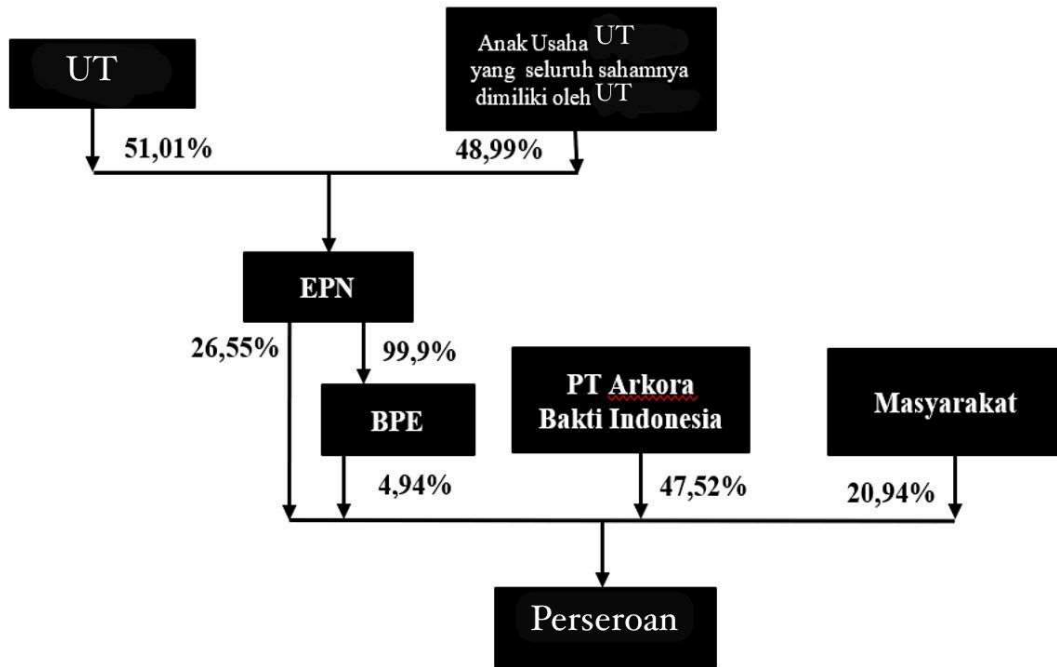 UT
Anak Usaha UT
yang seluruh sahamnya
dimiliki oleh UT
51,01%
48,99%
EPN
26,55%
99,9%
PT Arkora
Bakti Indonesia
Masyarakat
BPE
4,94%
47,52%
20,94%
Perseroan